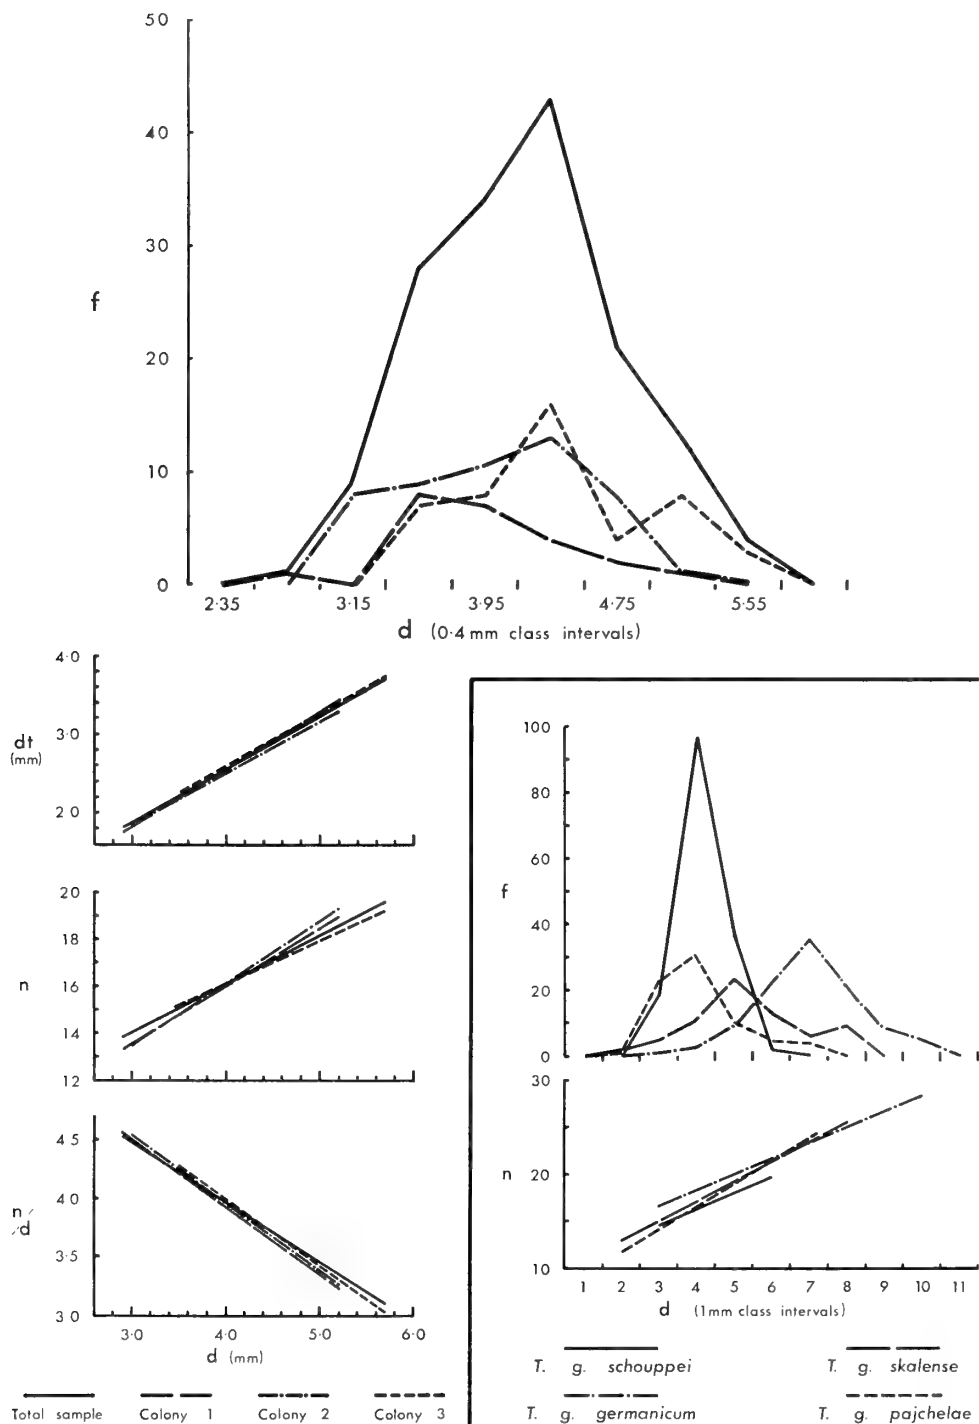 50
40
30
f
20
10
0
2·35 3·15 3·95 4·75 5·55
d (0·4 mm class intervals)
4·0
dt
(mm)
3·0
2·0
20
18
n
16
14
12
4·5
n/d
4·0
3·5
3·0
3·0 4·0 5·0 6·0
d (mm)
Total sample Colony 1 Colony 2 Colony 3
100
80
60
f
40
20
0
30
n
20
10
1 2 3 4 5 6 7 8 9 10 11
d (1mm class intervals)
T. g. schouppei T. g. skalense
T. g. germanicum T. g. pajchelae